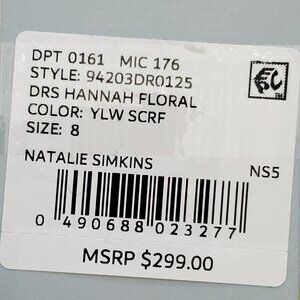 DPT 0161 MIC 176
STYLE: 94203DR0125
DRS HANNAH FLORAL
COLOR: YLW SCRF
SIZE: 8
NATALIE SIMKINS NS5
0 490688 023277
MSRP $299.00